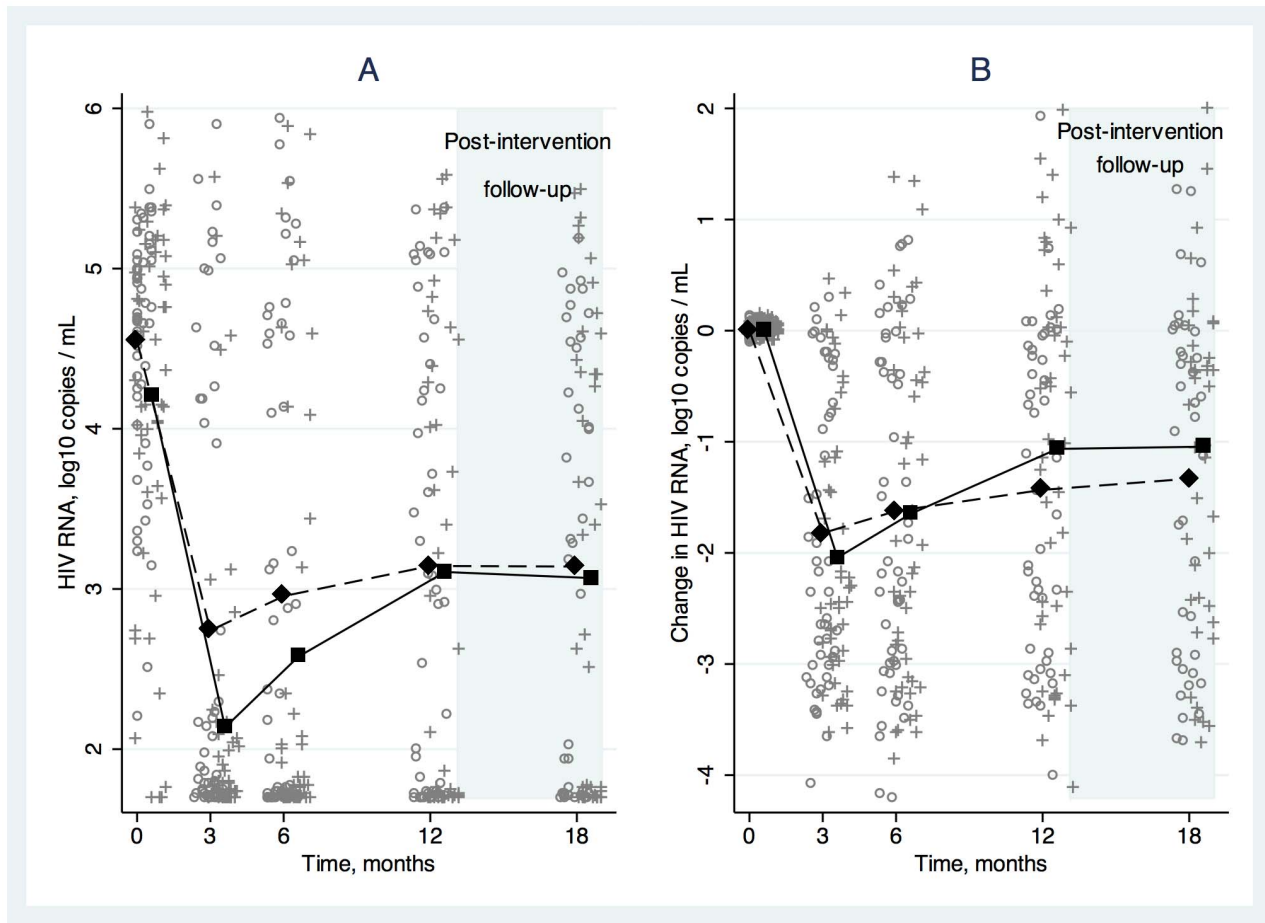 A
HIV RNA, log10 copies / mL
6
5
4
3
2
Post-intervention
follow-up
0 3 6 12 18
Time, months
B
Change in HIV RNA, log10 copies / mL
2
1
0
-1
-2
-3
-4
Post-intervention
follow-up
0 3 6 12 18
Time, months